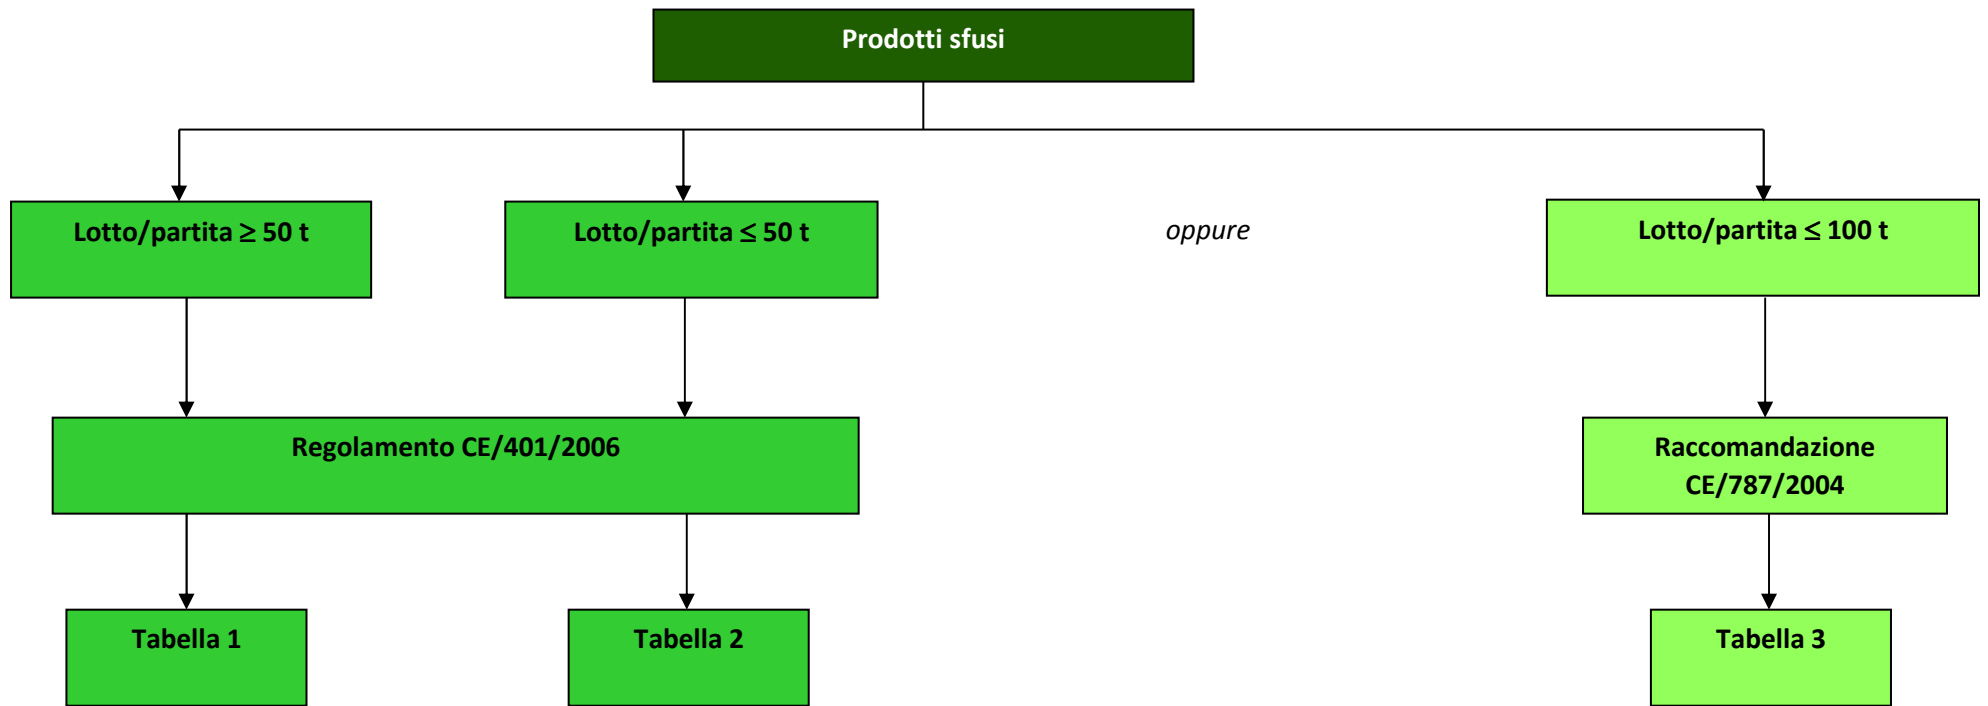 Prodotti sfusi
Lotto/partita ≥ 50 t
Lotto/partita ≤ 50 t
oppure
Lotto/partita ≤ 100 t
Regolamento CE/401/2006
Raccomandazione
CE/787/2004
Tabella 1
Tabella 2
Tabella 3